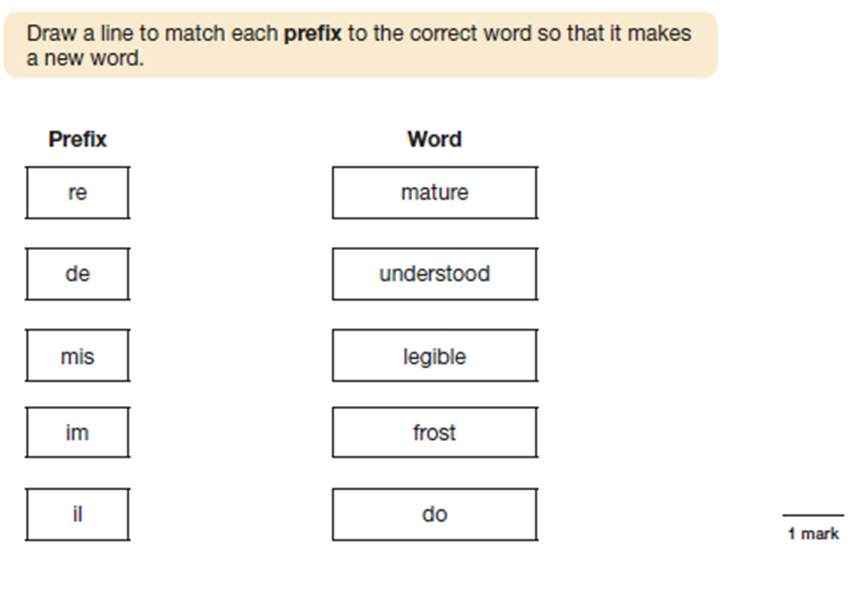 Draw a line to match each prefix to the correct word so that it makes
a new word.
Prefix Word
re mature
de understood
mis legible
im frost
il do
1 mark